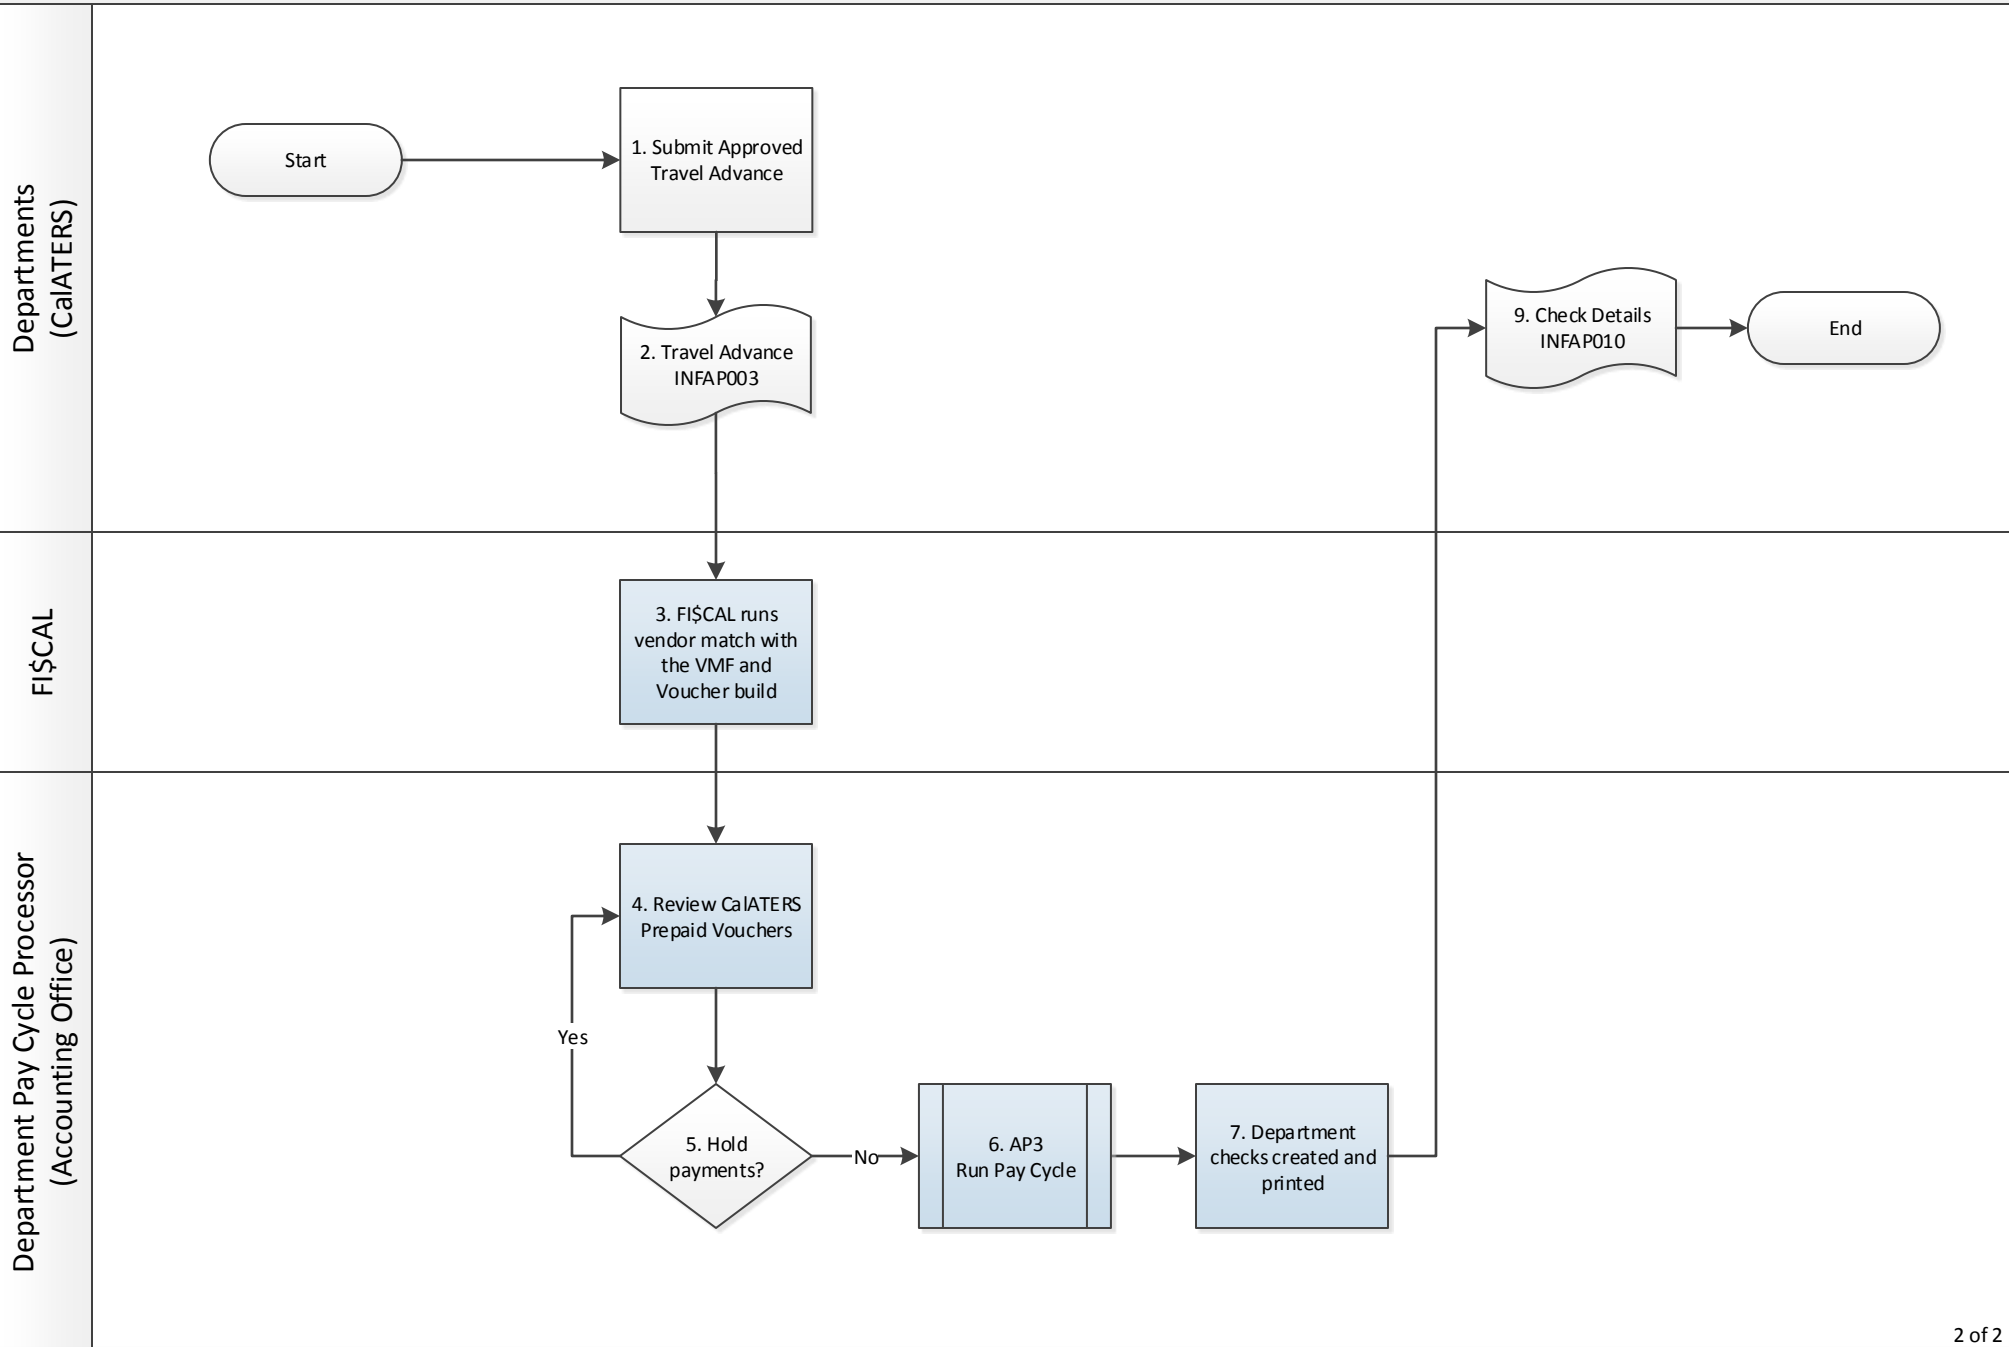 Departments
(CalATERS)
Start
1. Submit Approved
Travel Advance
2. Travel Advance
INFAP003
9. Check Details
INFAP010
End
FI$CAL
3. FI$CAL runs
vendor match with
the VMF and
Voucher build
Department Pay Cycle Processor
(Accounting Office)
4. Review CalATERS
Prepaid Vouchers
Yes
5. Hold
payments?
No
6. AP3
Run Pay Cycle
7. Department
checks created and
printed
2 of 2